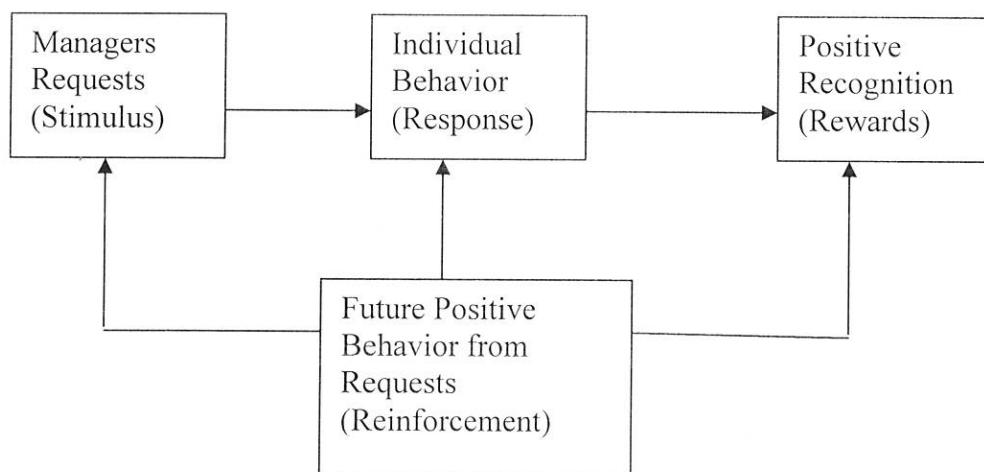 Managers
Requests
(Stimulus)
Individual
Behavior
(Response)
Positive
Recognition
(Rewards)
Future Positive
Behavior from
Requests
(Reinforcement)